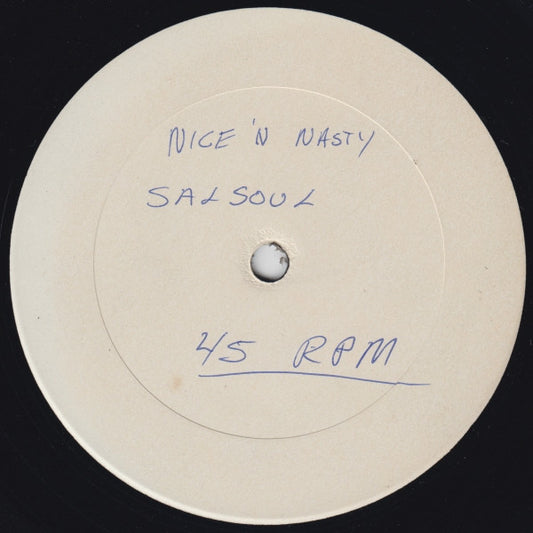 NICE 'N NASTY
SALSOUL
45 RPM